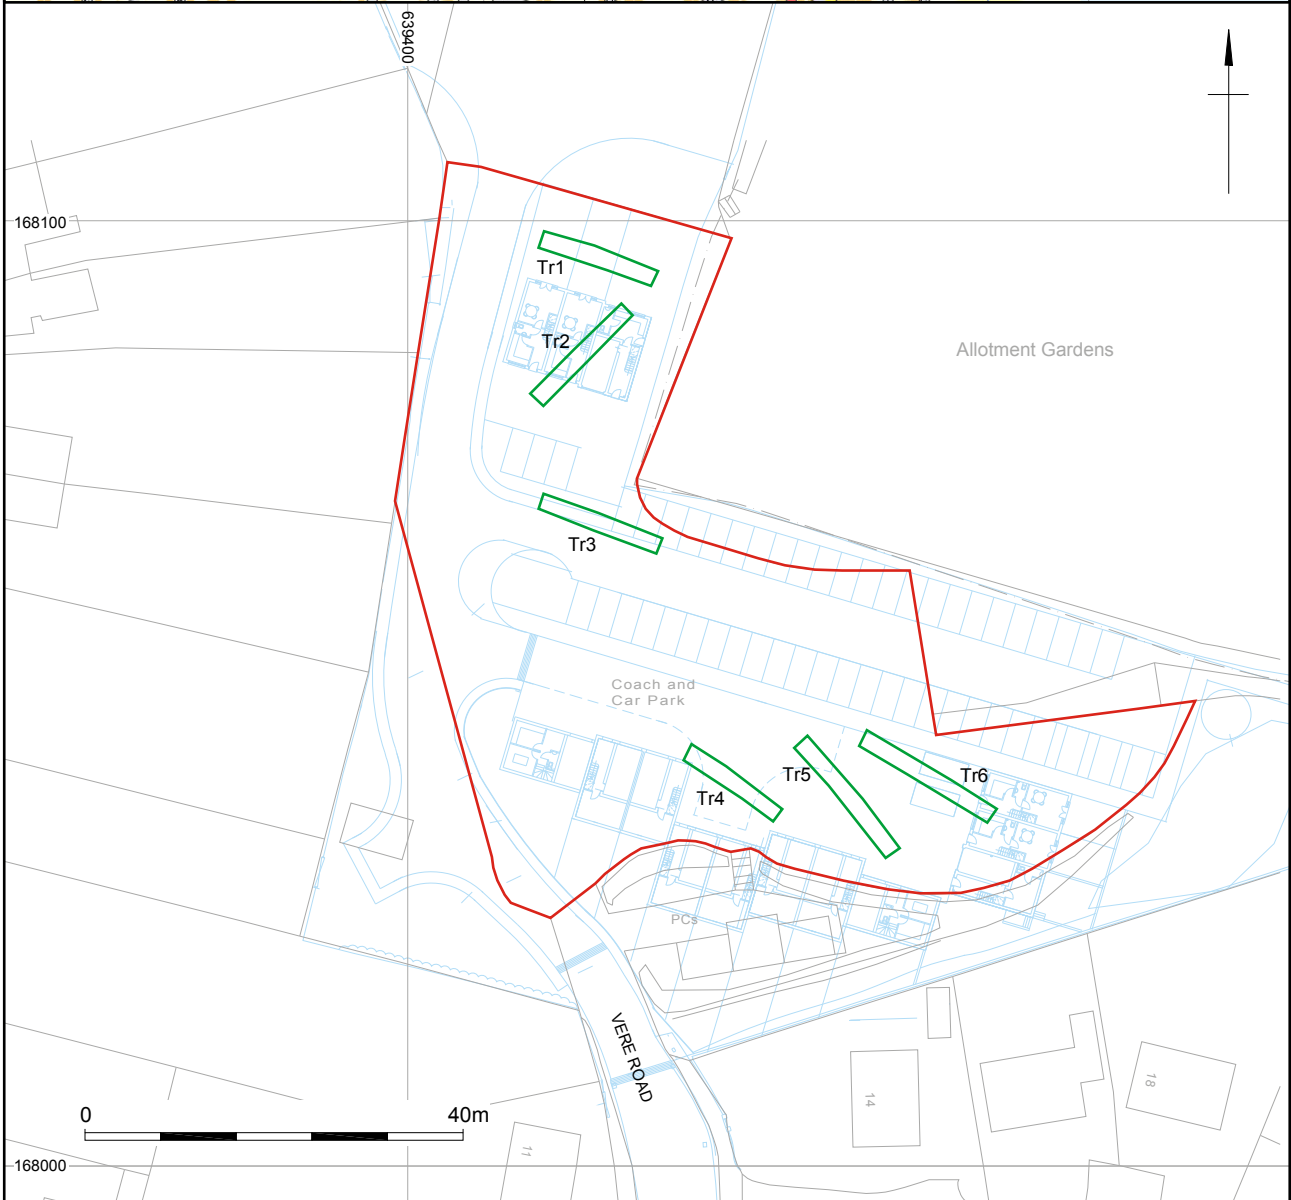 639400
168100
Tr1
Allotment Gardens
Tr2
Tr3
Coach and
Car Park
Tr5
Tr6
Tr4
PCs
VERE ROAD
18
14
0
40m
11
168000